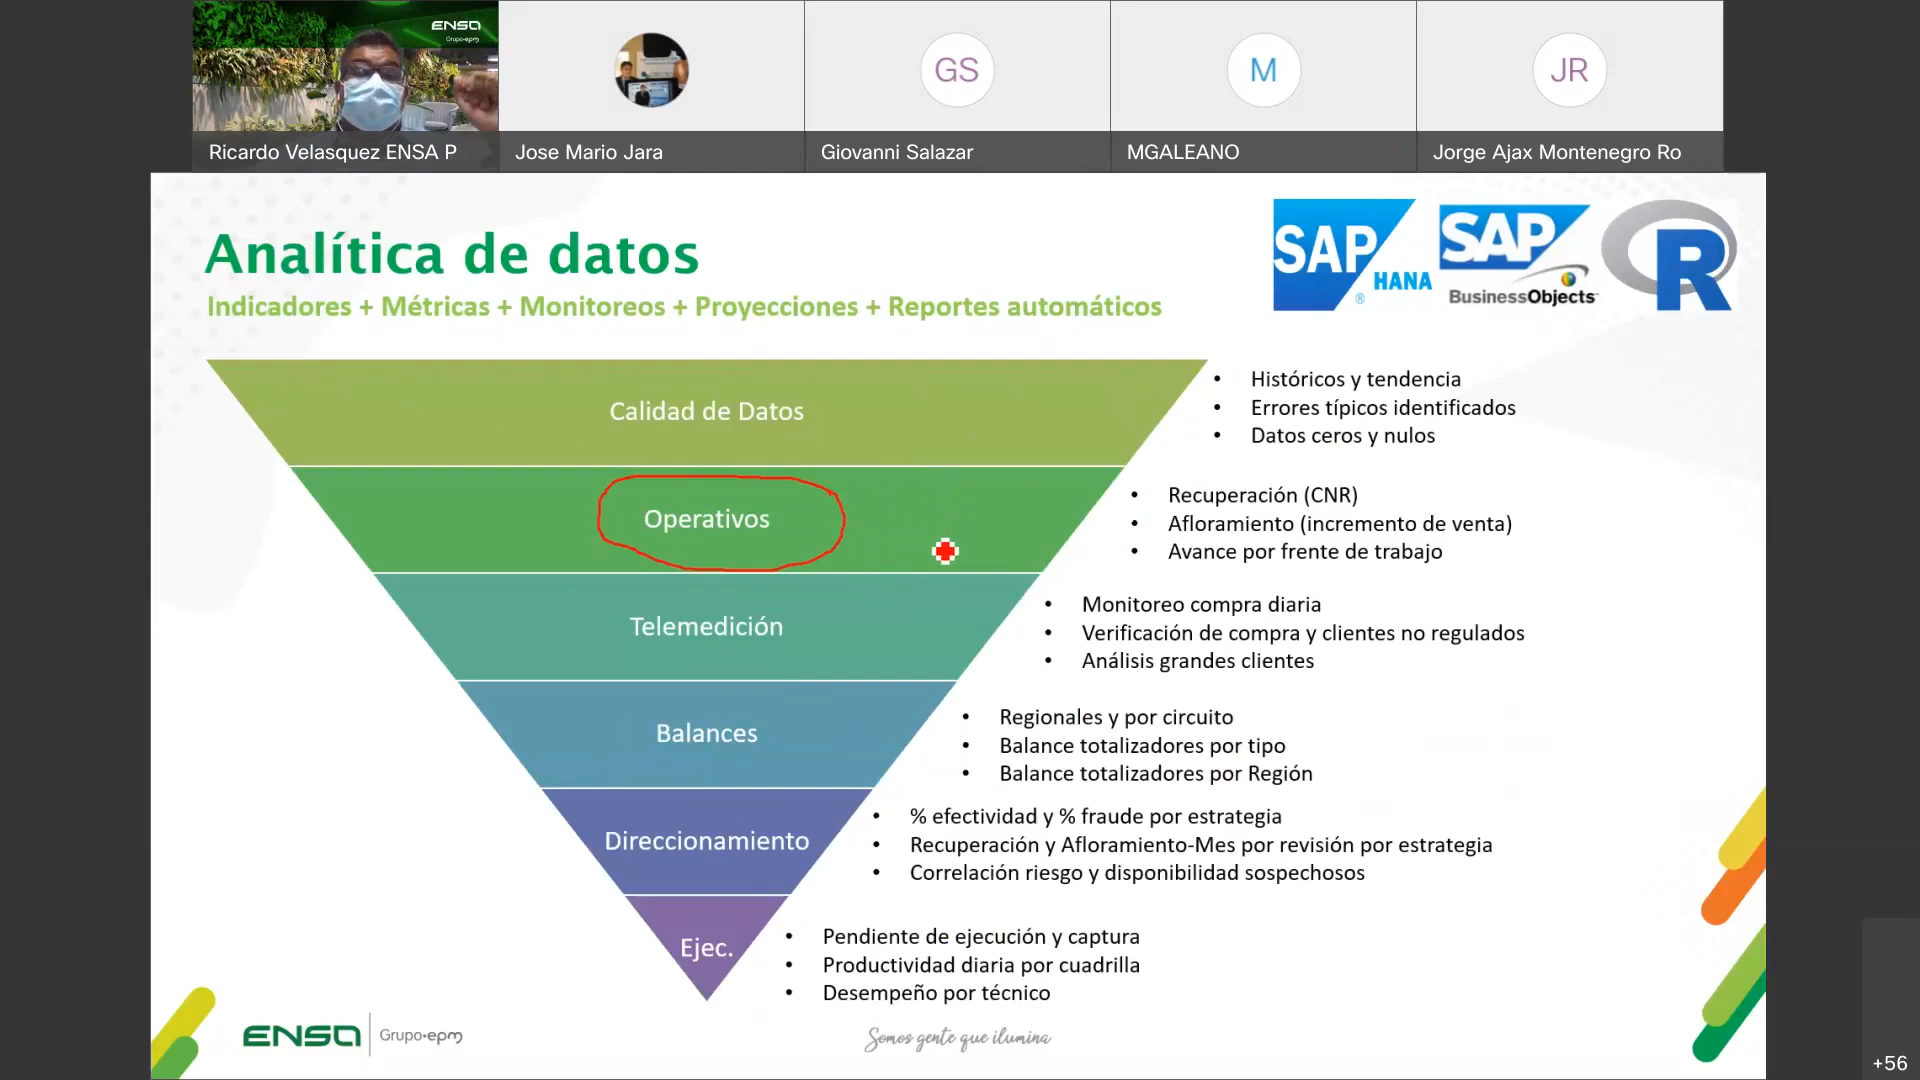 ENSA
Grupo·epm
GS
M
JR
Ricardo Velasquez ENSA P
Jose Mario Jara
Giovanni Salazar
MGALEANO
Jorge Ajax Montenegro Ro
Analítica de datos
Indicadores + Métricas + Monitoreos + Proyecciones + Reportes automáticos
SAP HANA
®
SAP BusinessObjects
R
Calidad de Datos
• Históricos y tendencia
• Errores típicos identificados
• Datos ceros y nulos
Operativos
• Recuperación (CNR)
• Afloramiento (incremento de venta)
• Avance por frente de trabajo
Telemedición
• Monitoreo compra diaria
• Verificación de compra y clientes no regulados
• Análisis grandes clientes
Balances
• Regionales y por circuito
• Balance totalizadores por tipo
• Balance totalizadores por Región
Direccionamiento
• % efectividad y % fraude por estrategia
• Recuperación y Afloramiento-Mes por revisión por estrategia
• Correlación riesgo y disponibilidad sospechosos
Ejec.
• Pendiente de ejecución y captura
• Productividad diaria por cuadrilla
• Desempeño por técnico
ENSA
Grupo·epm
Somos gente que ilumina
+56